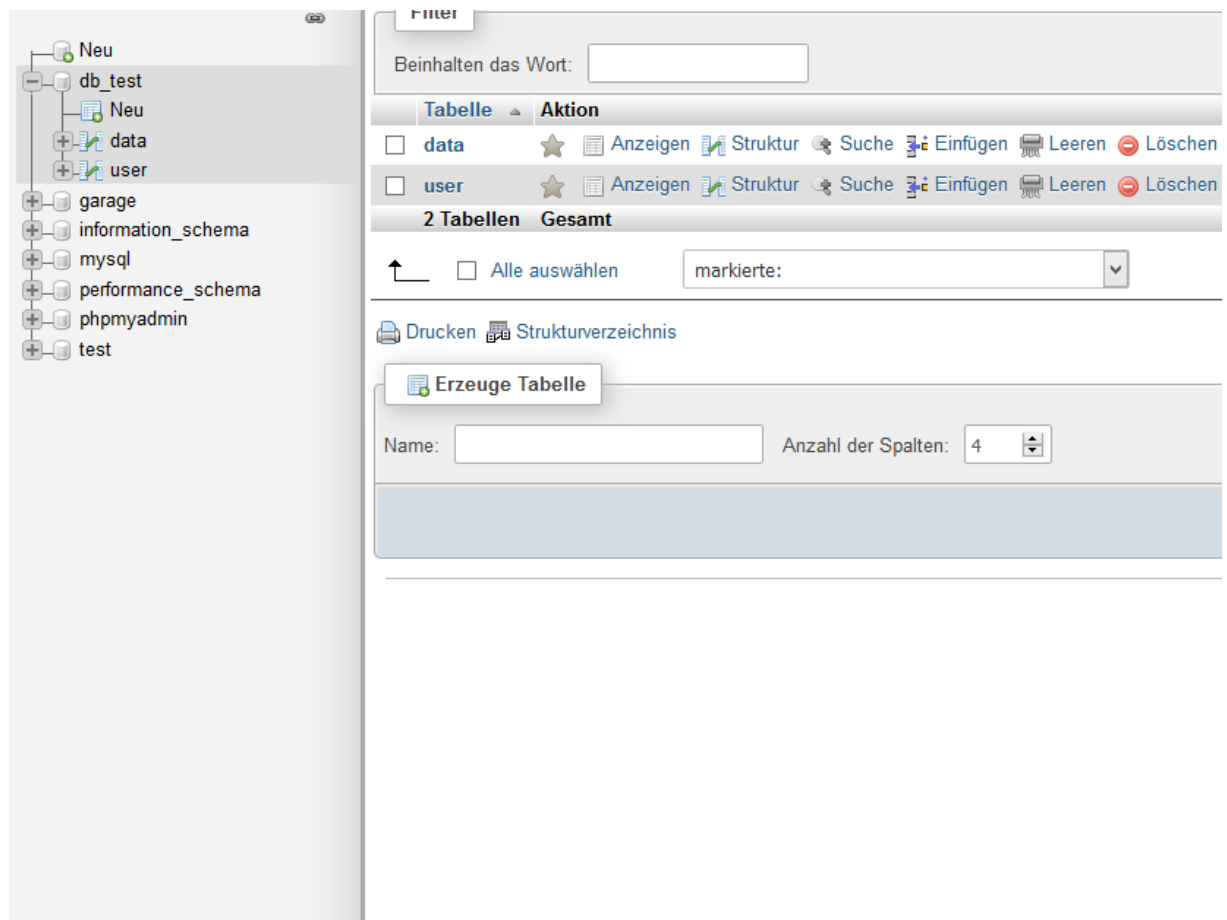 Neu
db_test
Neu
data
user
garage
information_schema
mysql
performance_schema
phpmyadmin
test
Filter
Beinhalten das Wort:
Tabelle Aktion
data Anzeigen Struktur Suche Einfügen Leeren Löschen
user Anzeigen Struktur Suche Einfügen Leeren Löschen
2 Tabellen Gesamt
Alle auswählen markierte:
Drucken Strukturverzeichnis
Erzeuge Tabelle
Name: Anzahl der Spalten: 4